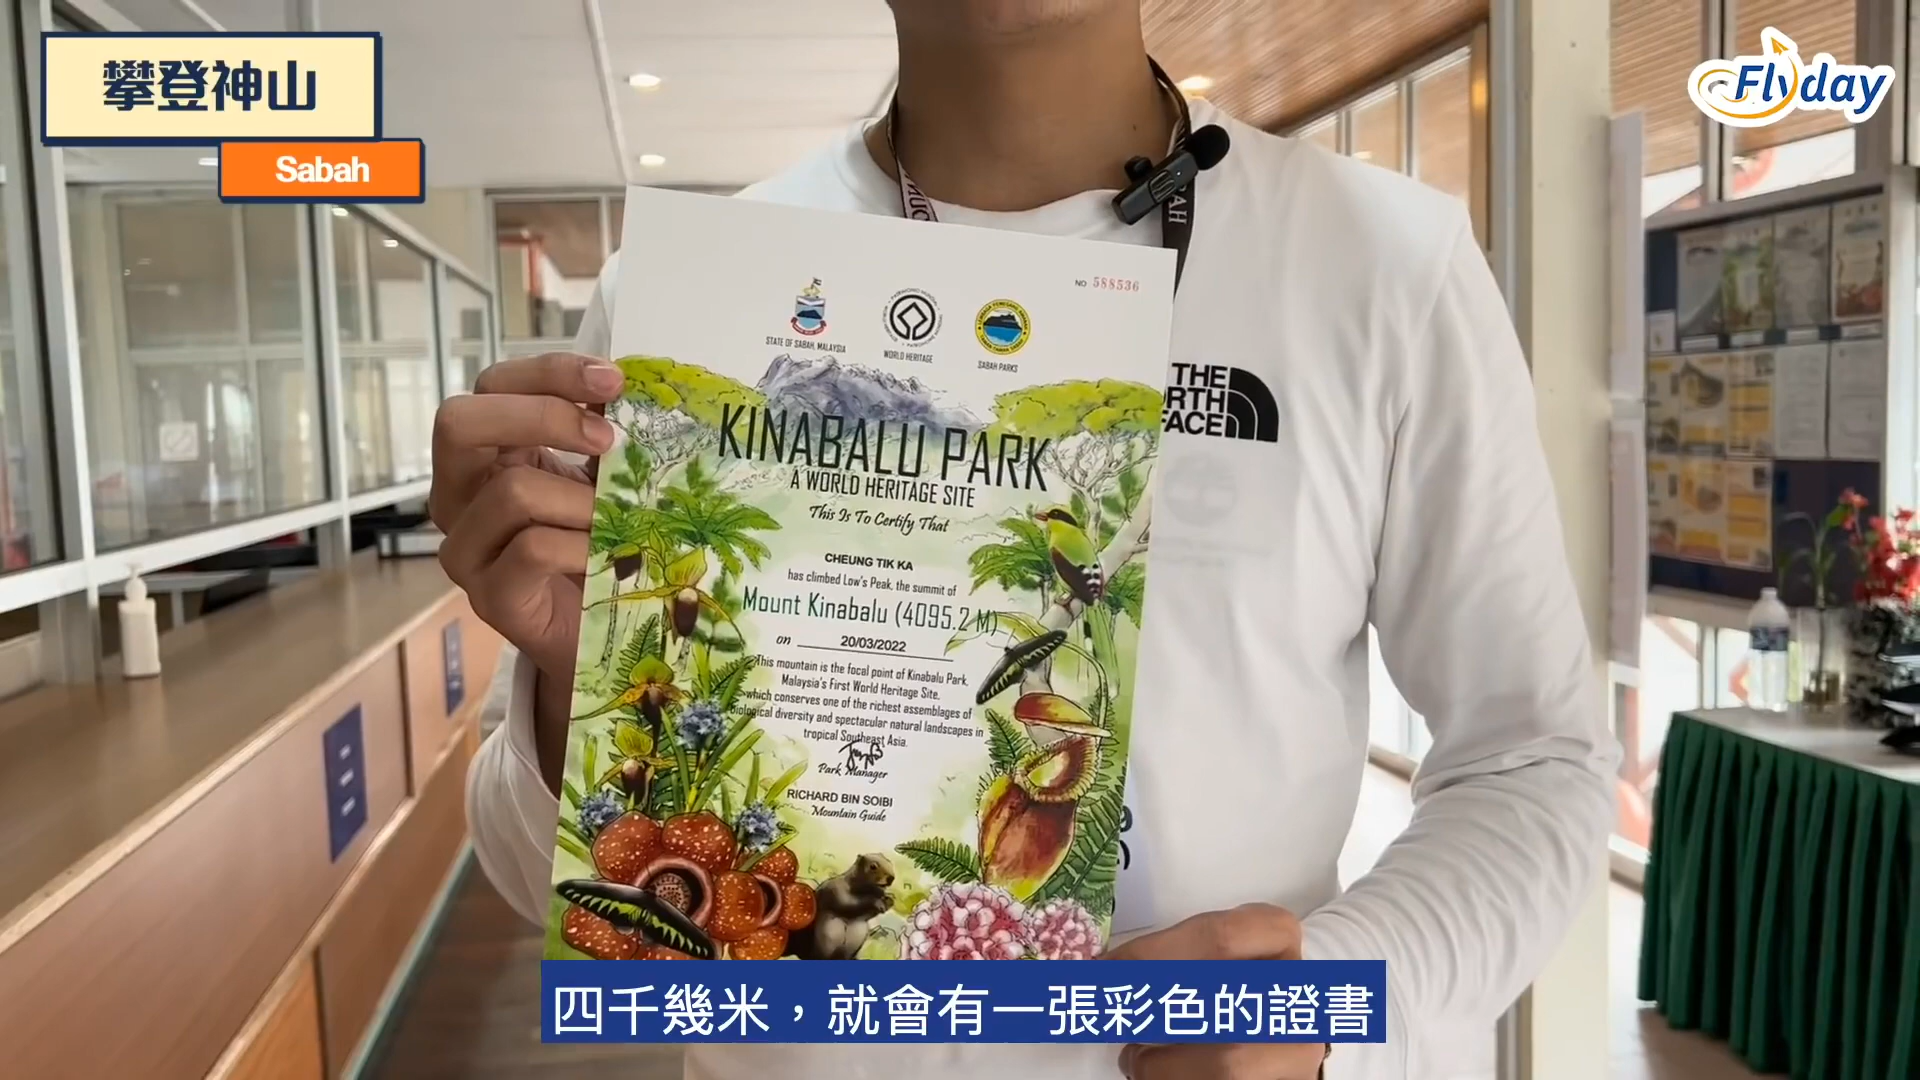 攀登神山
Sabah
Flyday
NO 588536
STATE OF SABAH, MALAYSIA
WORLD HERITAGE
SABAH PARKS
KINABALU PARK
A WORLD HERITAGE SITE
This Is To Certify That
CHEUNG TIK KA
has climbed Low's Peak, the summit of
Mount Kinabalu (4095.2 M)
on 20/03/2022
This mountain is the focal point of Kinabalu Park,
Malaysia's First World Heritage Site,
which conserves one of the richest assemblages of
biological diversity and spectacular natural landscapes in
tropical Southeast Asia.
Park Manager
RICHARD BIN SOIBI
Mountain Guide
THE
ORTH
FACE
四千幾米，就會有一張彩色的證書